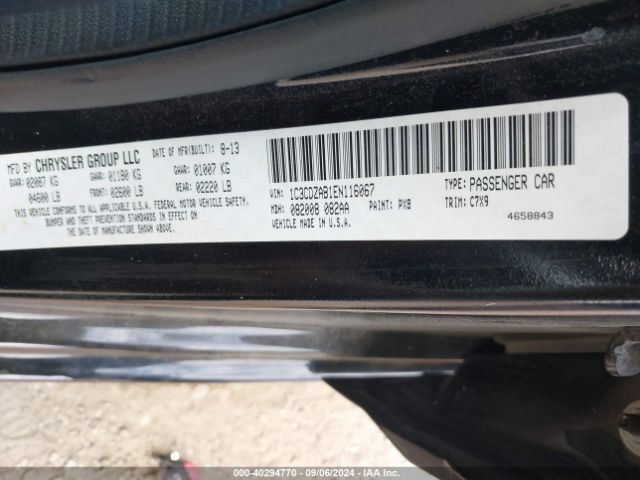 MFD BY CHRYSLER GROUP LLC DATE OF MFR(BUILT): 8-13
GVWR: 02087 KG GAWR: 01180 KG GAWR: 01007 KG
04600 LB FRONT: 02600 LB REAR: 02220 LB
THIS VEHICLE CONFORMS TO ALL APPLICABLE U.S.A. FEDERAL MOTOR VEHICLE SAFETY,
BUMPER AND THEFT PREVENTION STANDARDS IN EFFECT ON
THE DATE OF MANUFACTURE SHOWN ABOVE.
VIN: 1C3CDZAB1EN116067 TYPE: PASSENGER CAR
MDH: 082008 082AA PAINT: PX8 TRIM: C7X9
VEHICLE MADE IN U.S.A. 4658843
00-40294770 - 09/06/2024 - IAA Inc.